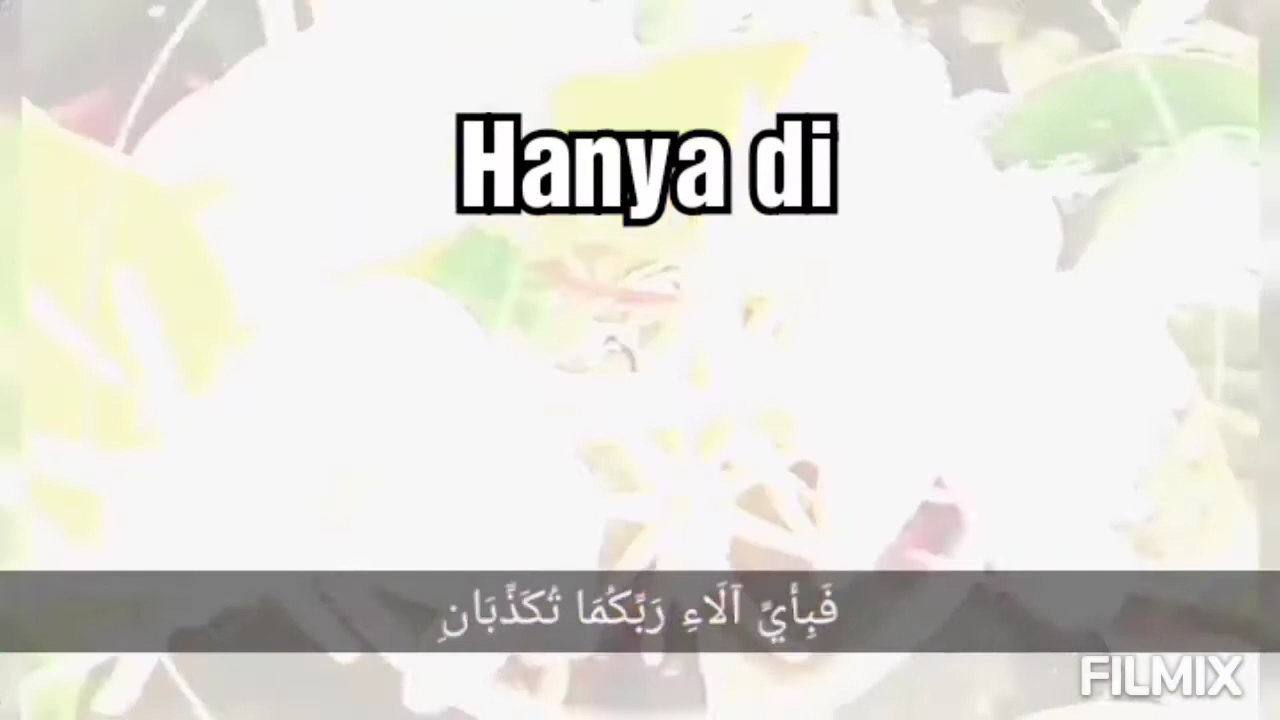 Hanya di
فَبِأَيِّ آلَاءِ رَبِّكُمَا تُكَذِّبَانِ
FILMIX